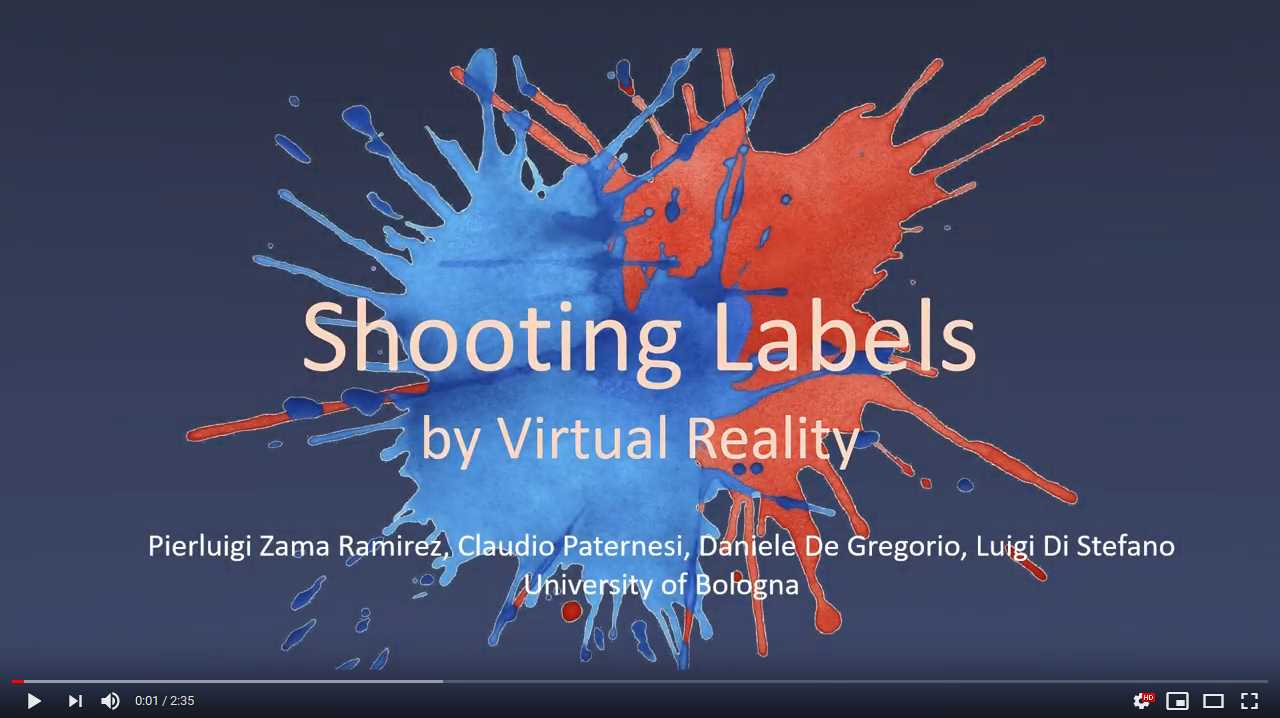 Shooting Labels
by Virtual Reality
Pierluigi Zama Ramirez, Claudio Paternesi, Daniele De Gregorio, Luigi Di Stefano
University of Bologna
0:01 / 2:35
HD